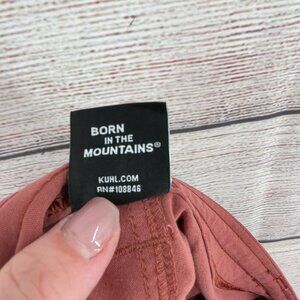 BORN
IN THE
MOUNTAINS®
KUHL.COM
RN#108846